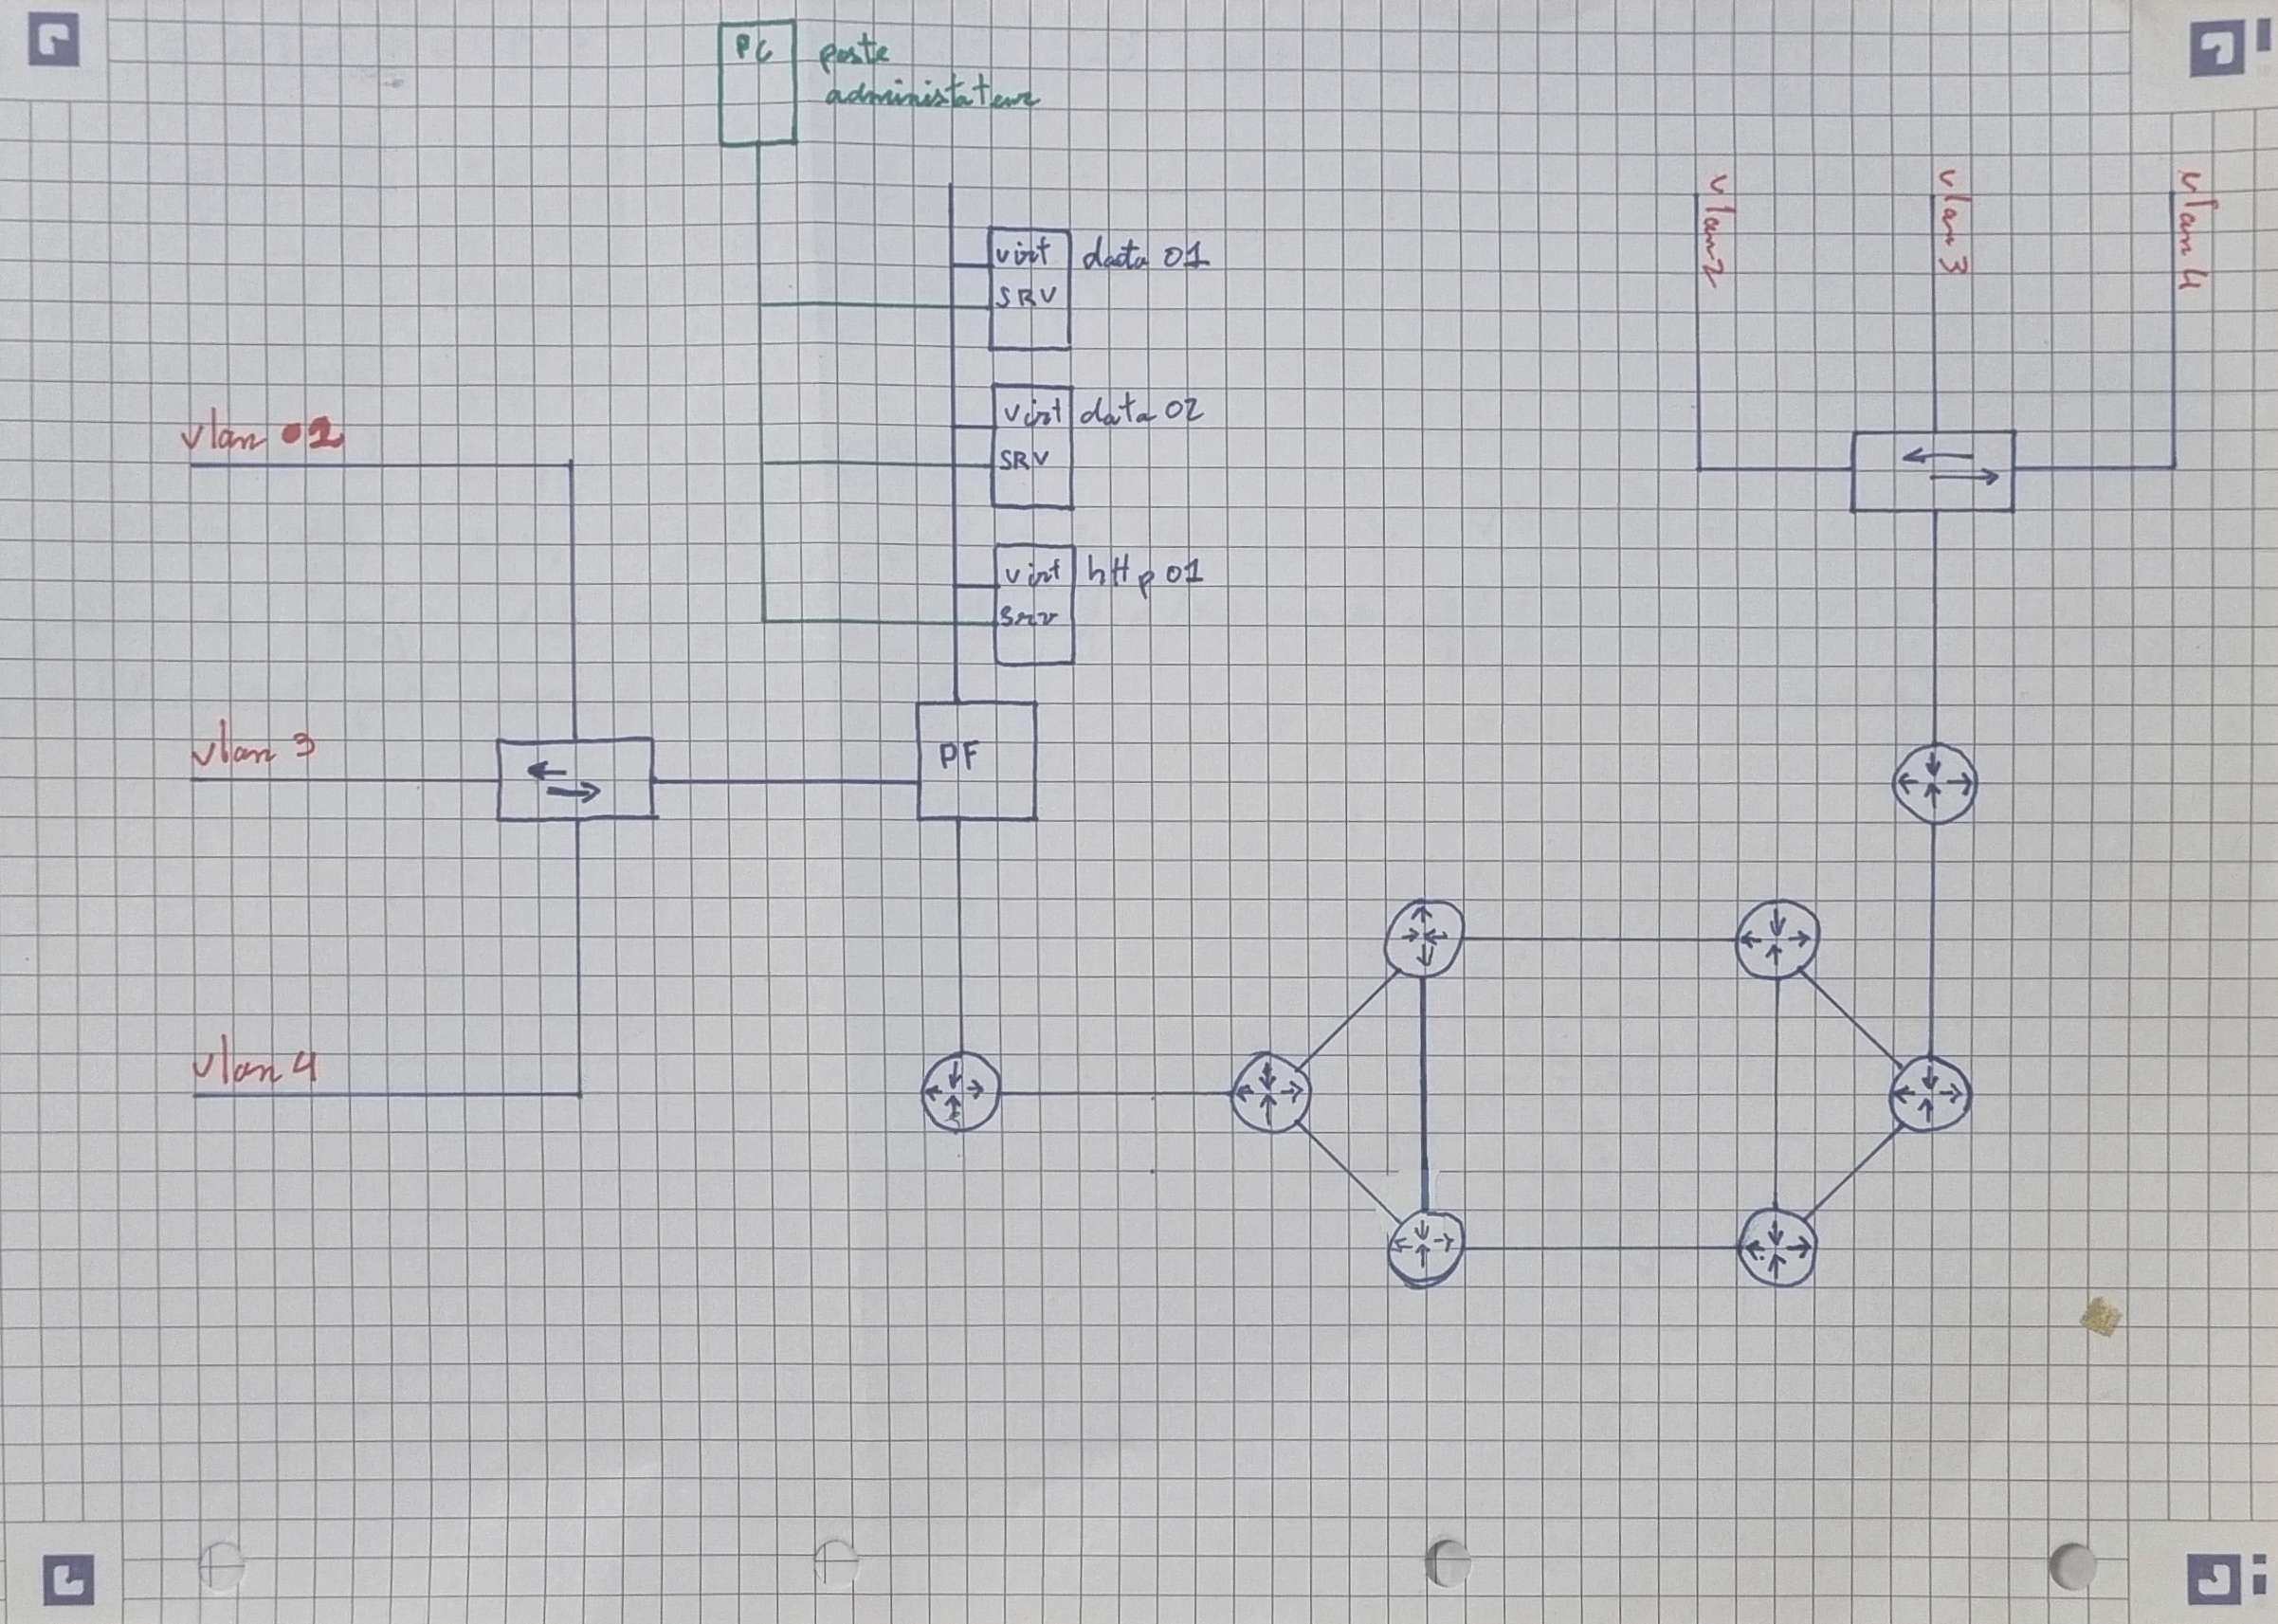 PC
poste
administateur
virt
SRV
data 01
virt
SRV
data 02
virt
Srv
http 01
vlan 02
vlan 3
vlan 4
PF
vlan 2
vlan 3
vlan 4